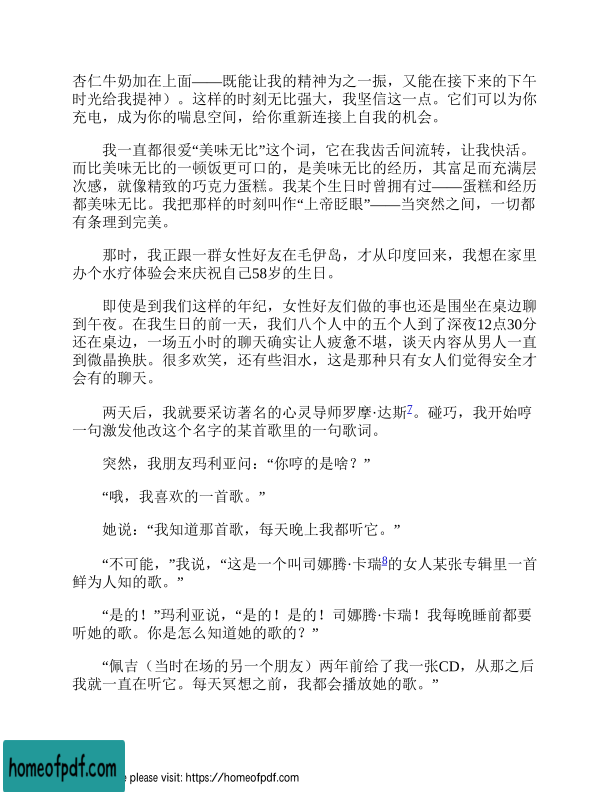 杏仁牛奶加在上面——既能让我的精神为之一振，又能在接下来的下午
时光给我提神）。这样的时刻无比强大，我坚信这一点。它们可以为你
充电，成为你的喘息空间，给你重新连接上自我的机会。
我一直都很爱“美味无比”这个词，它在我齿舌间流转，让我快活。
而比美味无比的一顿饭更可口的，是美味无比的经历，其富足而充满层
次感，就像精致的巧克力蛋糕。我某个生日时曾拥有过——蛋糕和经历
都美味无比。我把那样的时刻叫作“上帝眨眼”——当突然之间，一切都
有条理到完美。
那时，我正跟一群女性好友在毛伊岛，才从印度回来，我想在家里
办个水疗体验会来庆祝自己58岁的生日。
即使是到我们这样的年纪，女性好友们做的事也还是围坐在桌边聊
到午夜。在我生日的前一天，我们八个人中的五个人到了深夜12点30分
还在桌边，一场五小时的聊天确实让人疲惫不堪，谈天内容从男人一直
到微晶换肤。很多欢笑，还有些泪水，这是那种只有女人们觉得安全才
会有的聊天。
两天后，我就要采访著名的心灵导师罗摩·达斯7。碰巧，我开始哼
一句激发他改这个名字的某首歌里的一句歌词。
突然，我朋友玛利亚问：“你哼的是啥？”
“哦，我喜欢的一首歌。”
她说：“我知道那首歌，每天晚上我都听它。”
“不可能，”我说，“这是一个叫司娜腾·卡瑞8的女人某张专辑里一首
鲜为人知的歌。”
“是的！”玛利亚说，“是的！是的！司娜腾·卡瑞！我每晚睡前都要
听她的歌。你是怎么知道她的歌的？”
“佩吉（当时在场的另一个朋友）两年前给了我一张CD，从那之后
我就一直在听它。每天冥想之前，我都会播放她的歌。”
homeofpdf.com
e please visit: https://homeofpdf.com